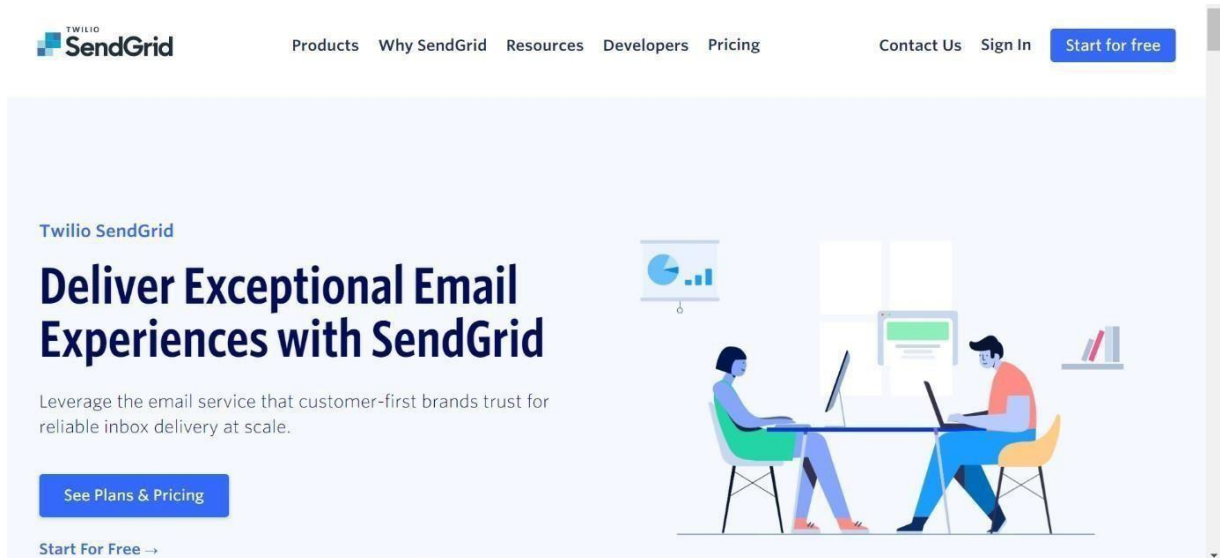 TWILIO
SendGrid
Products Why SendGrid Resources Developers Pricing Contact Us Sign In Start for free
Twilio SendGrid
Deliver Exceptional Email
Experiences with SendGrid
Leverage the email service that customer-first brands trust for
reliable inbox delivery at scale.
See Plans & Pricing
Start For Free →